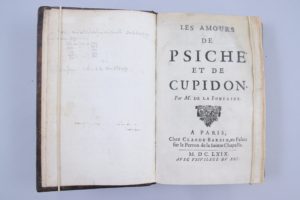 LES AMOURS
DE
PSICHE
ET DE
CUPIDON.
Par M. DE LA FONTAINE.
A PARIS,
Chez CLAUDE BARBIN, au Palais
sur le Perron de la sainte Chapelle.
M. DC. LXIX.
AVEC PRIVILEGE DU ROI.